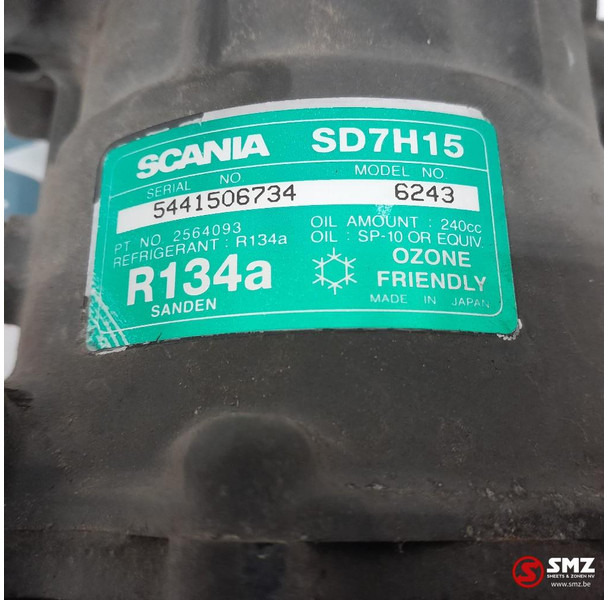 SCANIA SD7H15
SERIAL NO. MODEL NO.
5441506734 6243
PT NO 2564093 OIL AMOUNT : 240cc
REFRIGERANT : R134a OIL : SP-10 OR EQUIV.
R134a OZONE
FRIENDLY
SANDEN MADE IN JAPAN
SMZ
SHEETS & ZONEN NV
www.smz.be